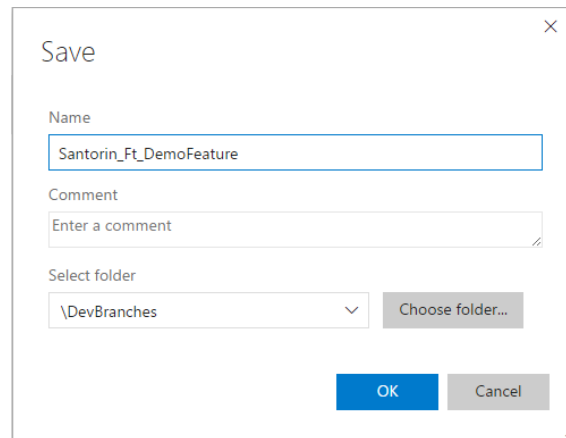 Save
Name
Santorin_Ft_DemoFeature
Comment
Enter a comment
Select folder
\DevBranches
Choose folder...
OK
Cancel